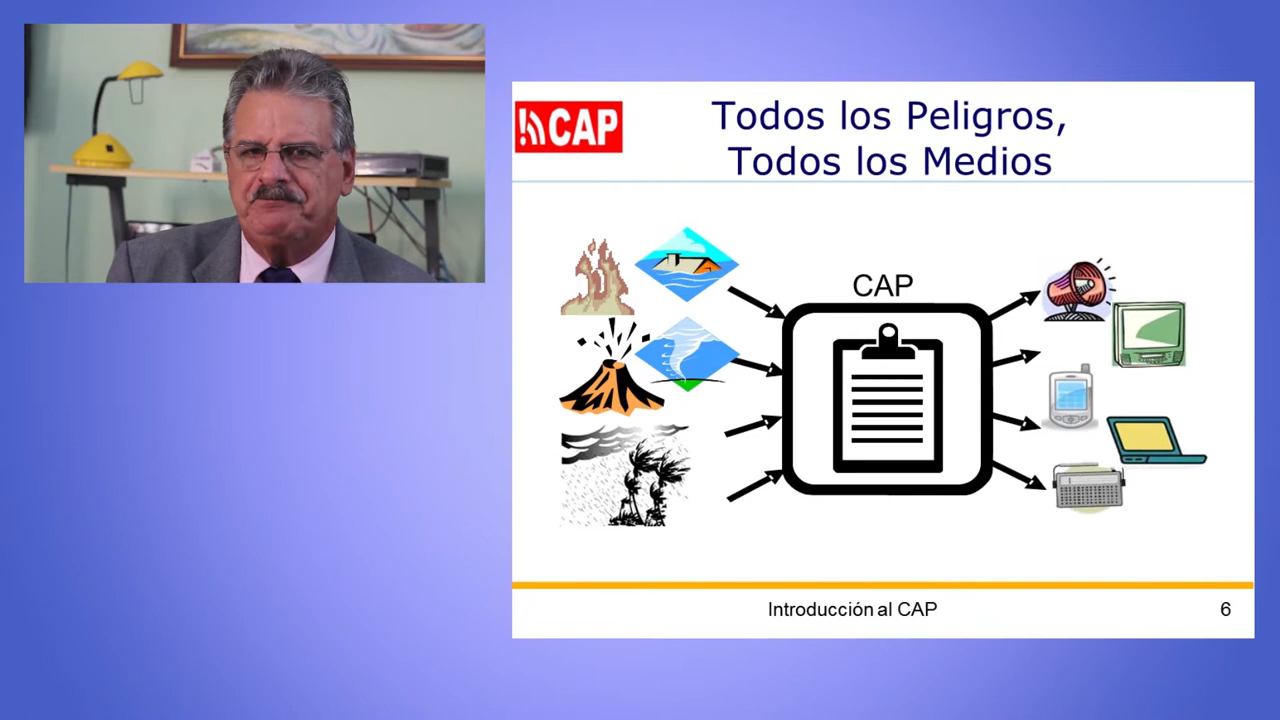 CAP
Todos los Peligros,
Todos los Medios
CAP
Introducción al CAP
6